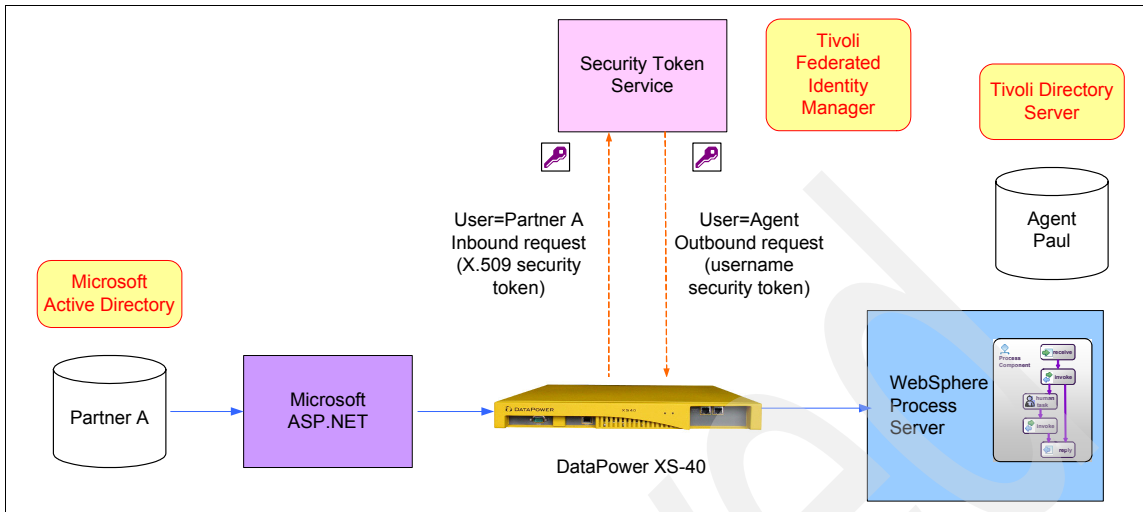 Security Token
Service
Tivoli
Federated
Identity
Manager
Tivoli Directory
Server
Agent
Paul
User=Partner A
Inbound request
(X.509 security
token)
User=Agent
Outbound request
(username
security token)
Microsoft
Active Directory
Partner A
Microsoft
ASP.NET
DATAPOWER
XS40
DataPower XS-40
WebSphere
Process
Server
Process
Component
receive
invoke
human
task
invoke
reply